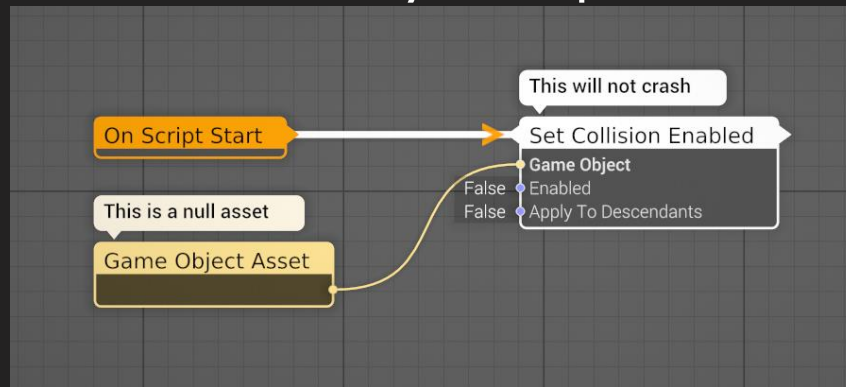 This will not crash
On Script Start
Set Collision Enabled
Game Object
False Enabled
False Apply To Descendants
This is a null asset
Game Object Asset